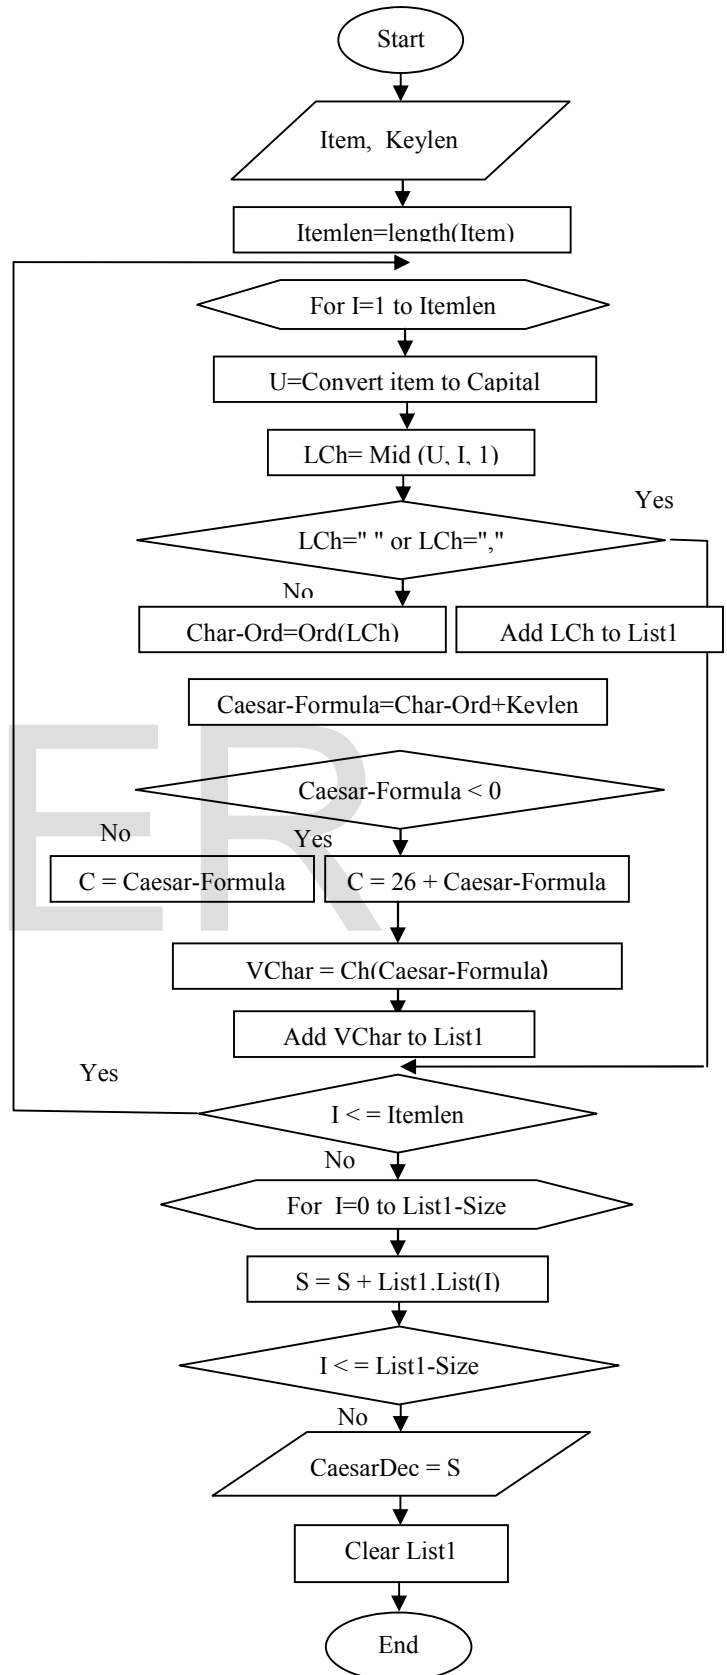 Start
Item, Keylen
Itemlen=length(Item)
For I=1 to Itemlen
U=Convert item to Capital
LCh= Mid (U, I, 1)
Yes
LCh=" " or LCh=","
No
Char-Ord=Ord(LCh)
Add LCh to List1
Caesar-Formula=Char-Ord+Keylen
Caesar-Formula < 0
No
Yes
C = Caesar-Formula
C = 26 + Caesar-Formula
VChar = Ch(Caesar-Formula)
Add VChar to List1
Yes
I < = Itemlen
No
For I=0 to List1-Size
S = S + List1.List(I)
I < = List1-Size
No
CaesarDec = S
Clear List1
End
ER